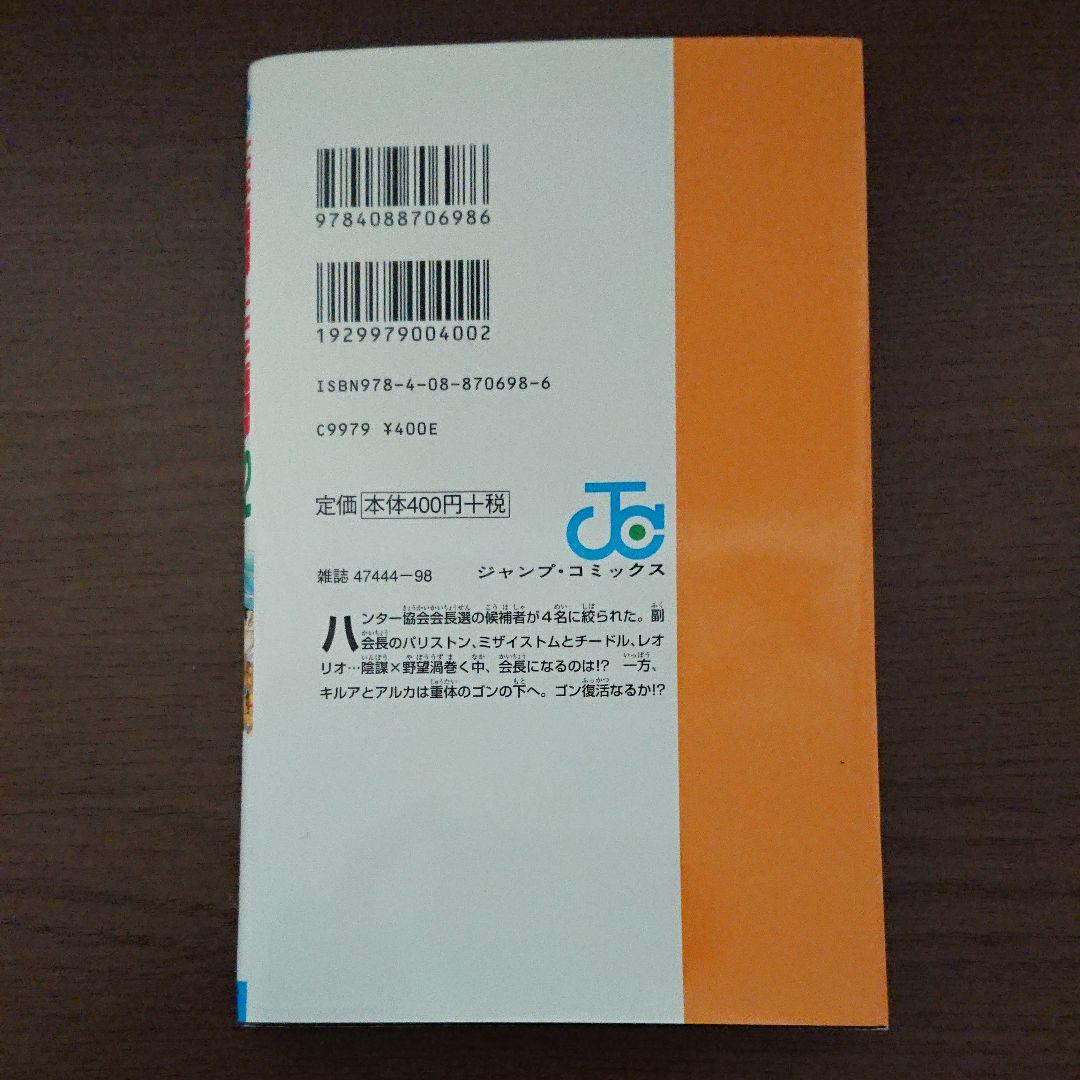 9784088706986
1929979004002
ISBN978-4-08-870698-6
C9979 ¥400E
定価 本体400円+税
JC
ジャンプ・コミックス
雑誌 47444-98
ハンター協会会長選の候補者が4名に絞られた。副
会長のパリストン、ミザイストムとチードル、レオ
リオ…陰謀×野望渦巻く中、会長になるのは!? 一方、
キルアとアルカは重体のゴンの下へ。ゴン復活なるか!?